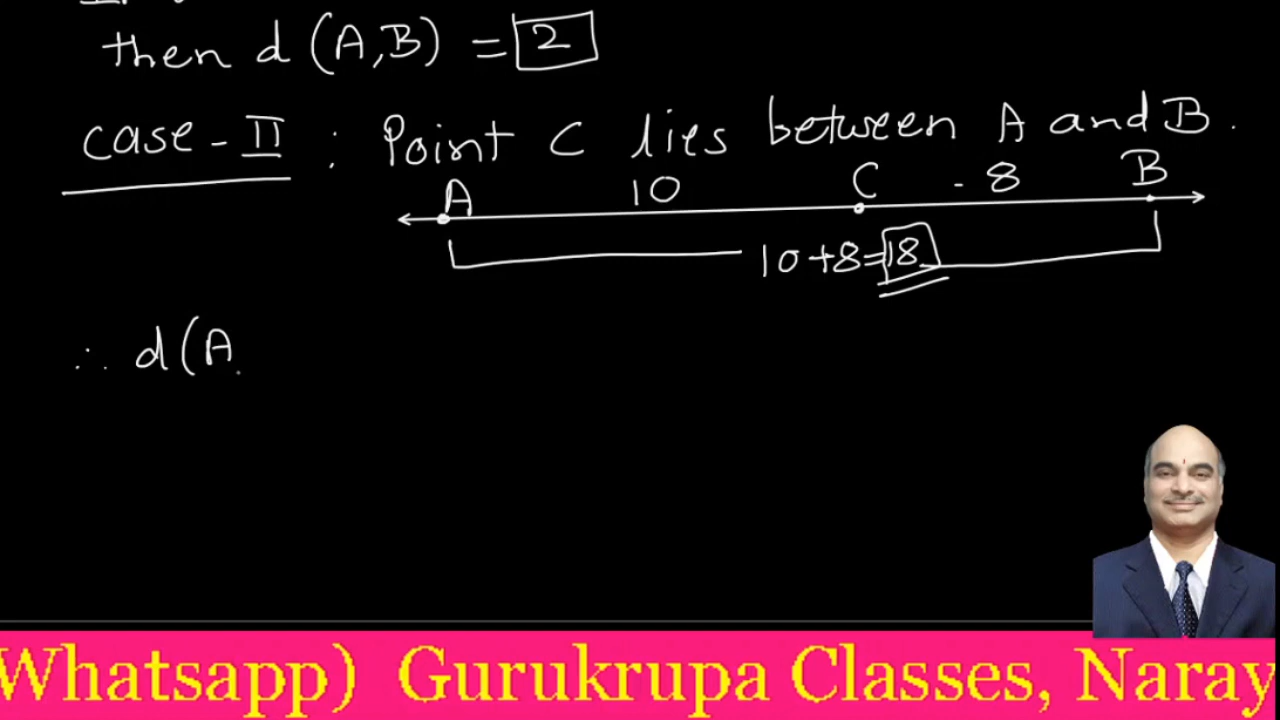 then d (A,B) = 2
case - II : Point C lies between A and B.
A 10 C - 8 B
10+8=18
∴ d(A,
Whatsapp) Gurukrupa Classes, Naray